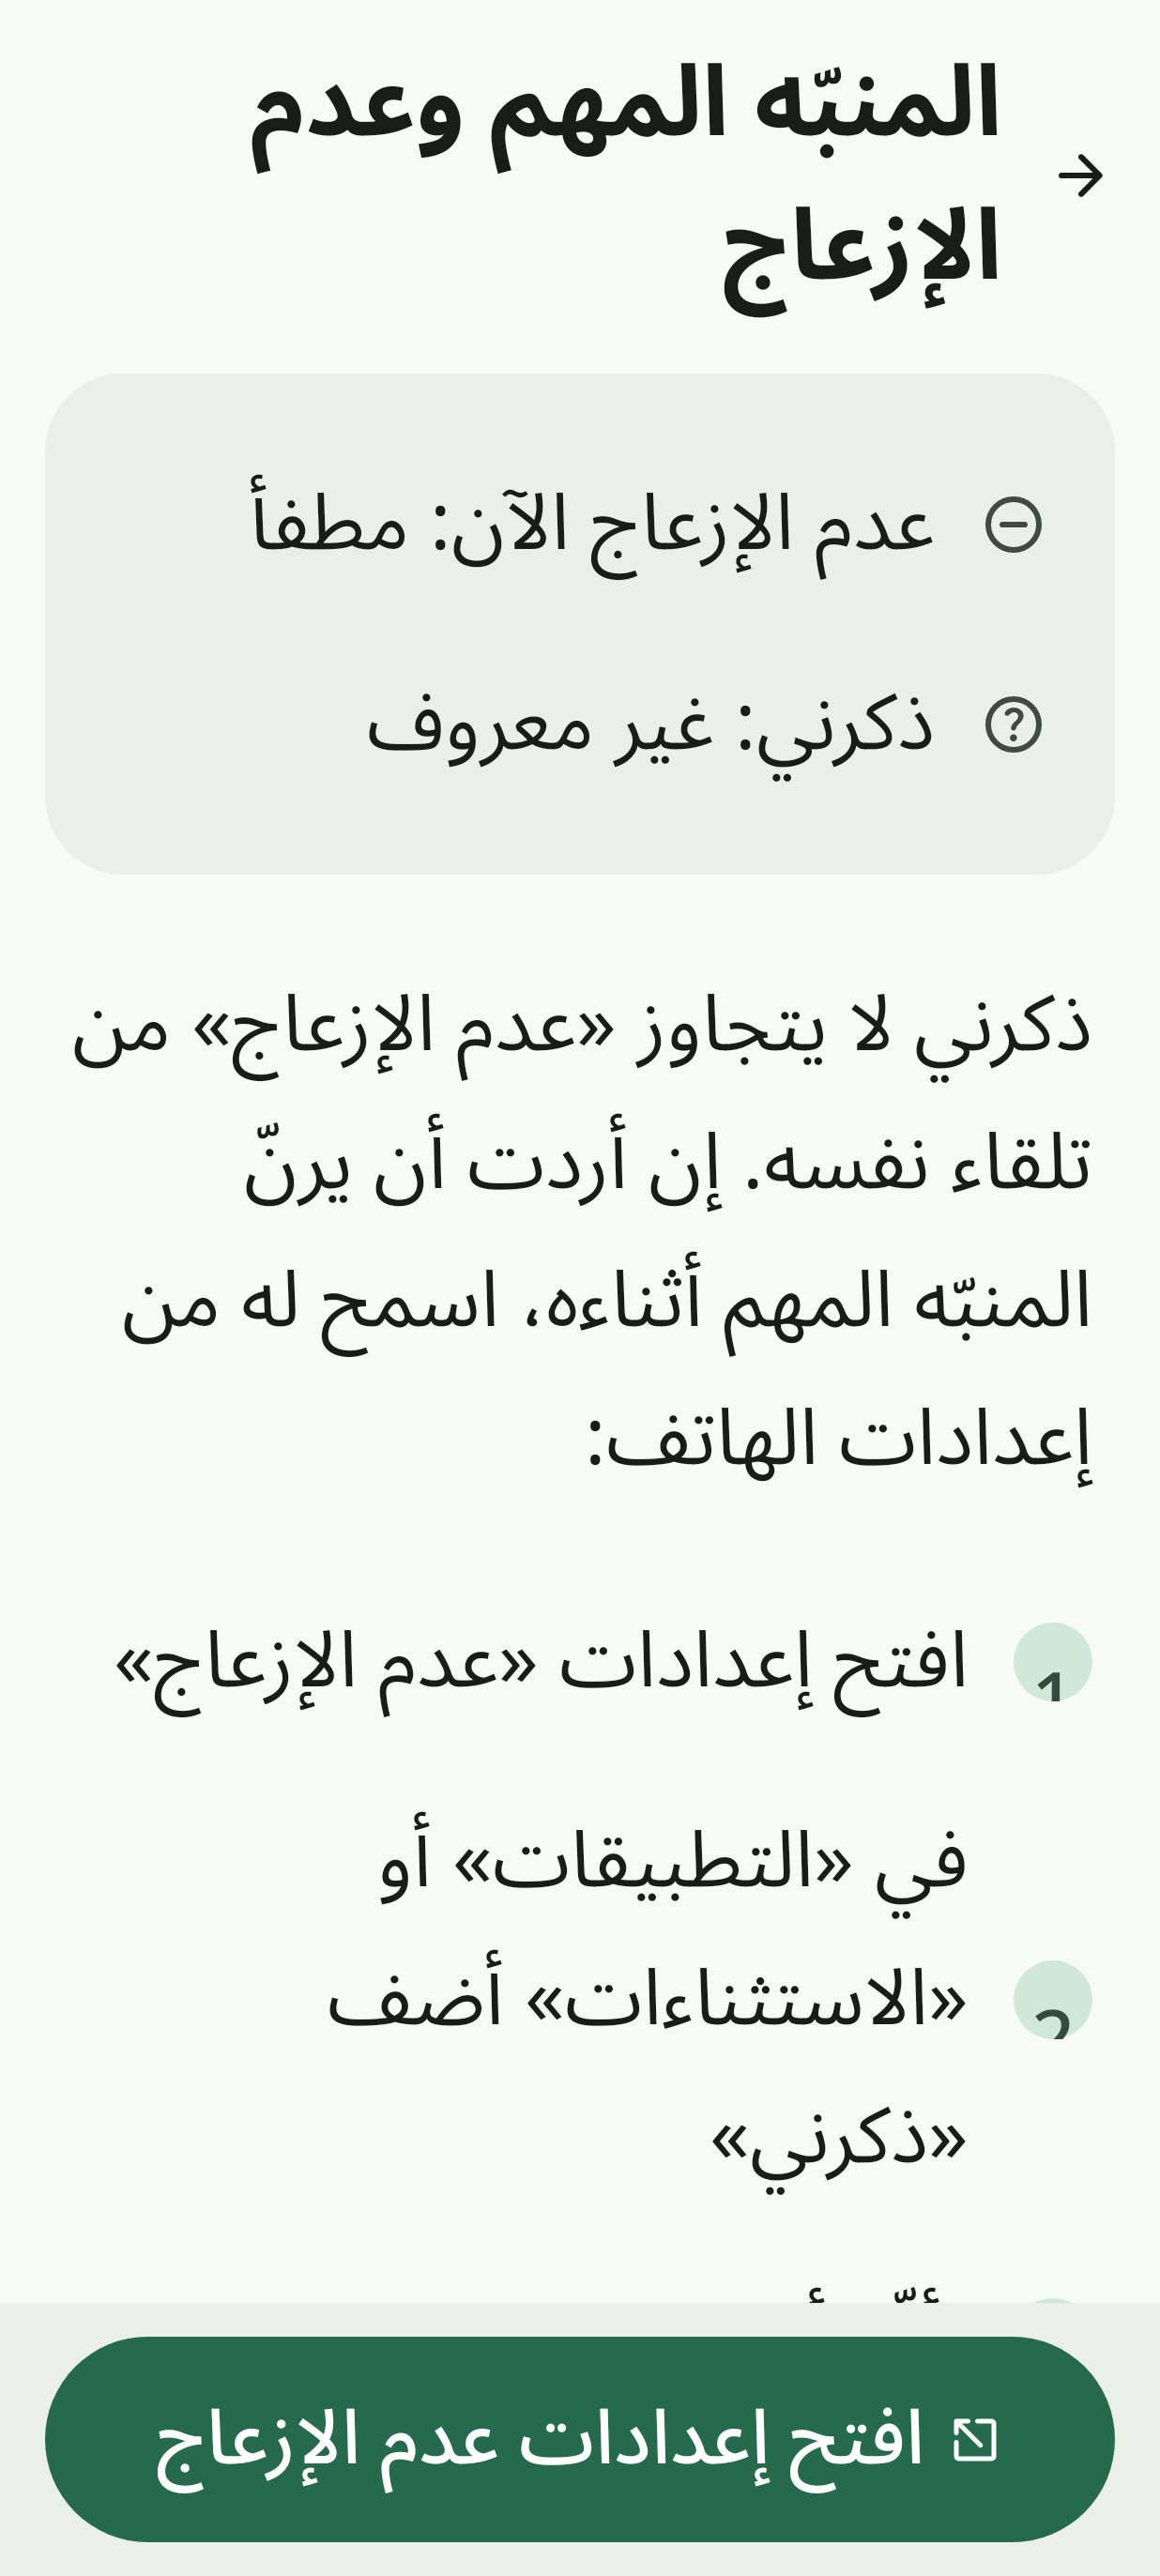 المنبّه المهم وعدم
الإزعاج
عدم الإزعاج الآن: مطفأ
ذكرني: غير معروف
ذكرني لا يتجاوز «عدم الإزعاج» من
تلقاء نفسه. إن أردت أن يرنّ
المنبّه المهم أثناءه، اسمح له من
إعدادات الهاتف:
1 افتح إعدادات «عدم الإزعاج»
في «التطبيقات» أو
2 «الاستثناءات» أضف
«ذكرني»
افتح إعدادات عدم الإزعاج